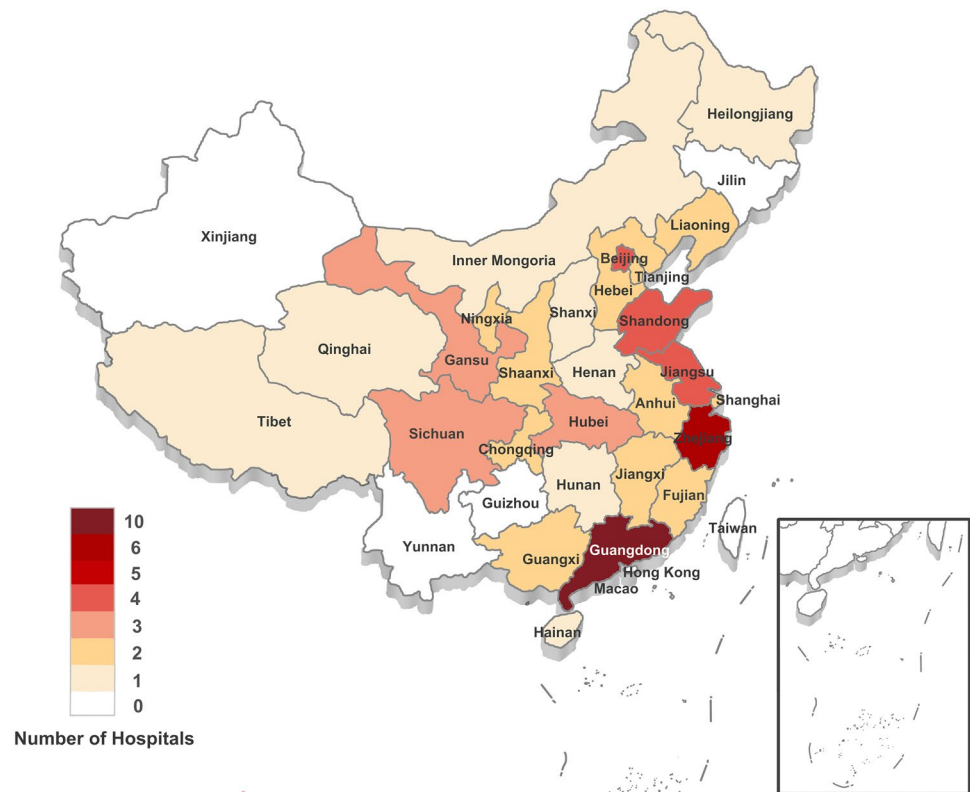 Heilongjiang
Jilin
Liaoning
Xinjiang
Inner Mongoria
Beijing
Tianjing
Hebei
Ningxia
Shanxi
Shandong
Qinghai
Gansu
Shaanxi
Henan
Jiangsu
Shanghai
Anhui
Tibet
Sichuan
Hubei
Zhejiang
Chongqing
Jiangxi
Hunan
Fujian
Guizhou
Taiwan
Yunnan
Guangxi
Guangdong
Hong Kong
Macao
Hainan
10
6
5
4
3
2
1
0
Number of Hospitals